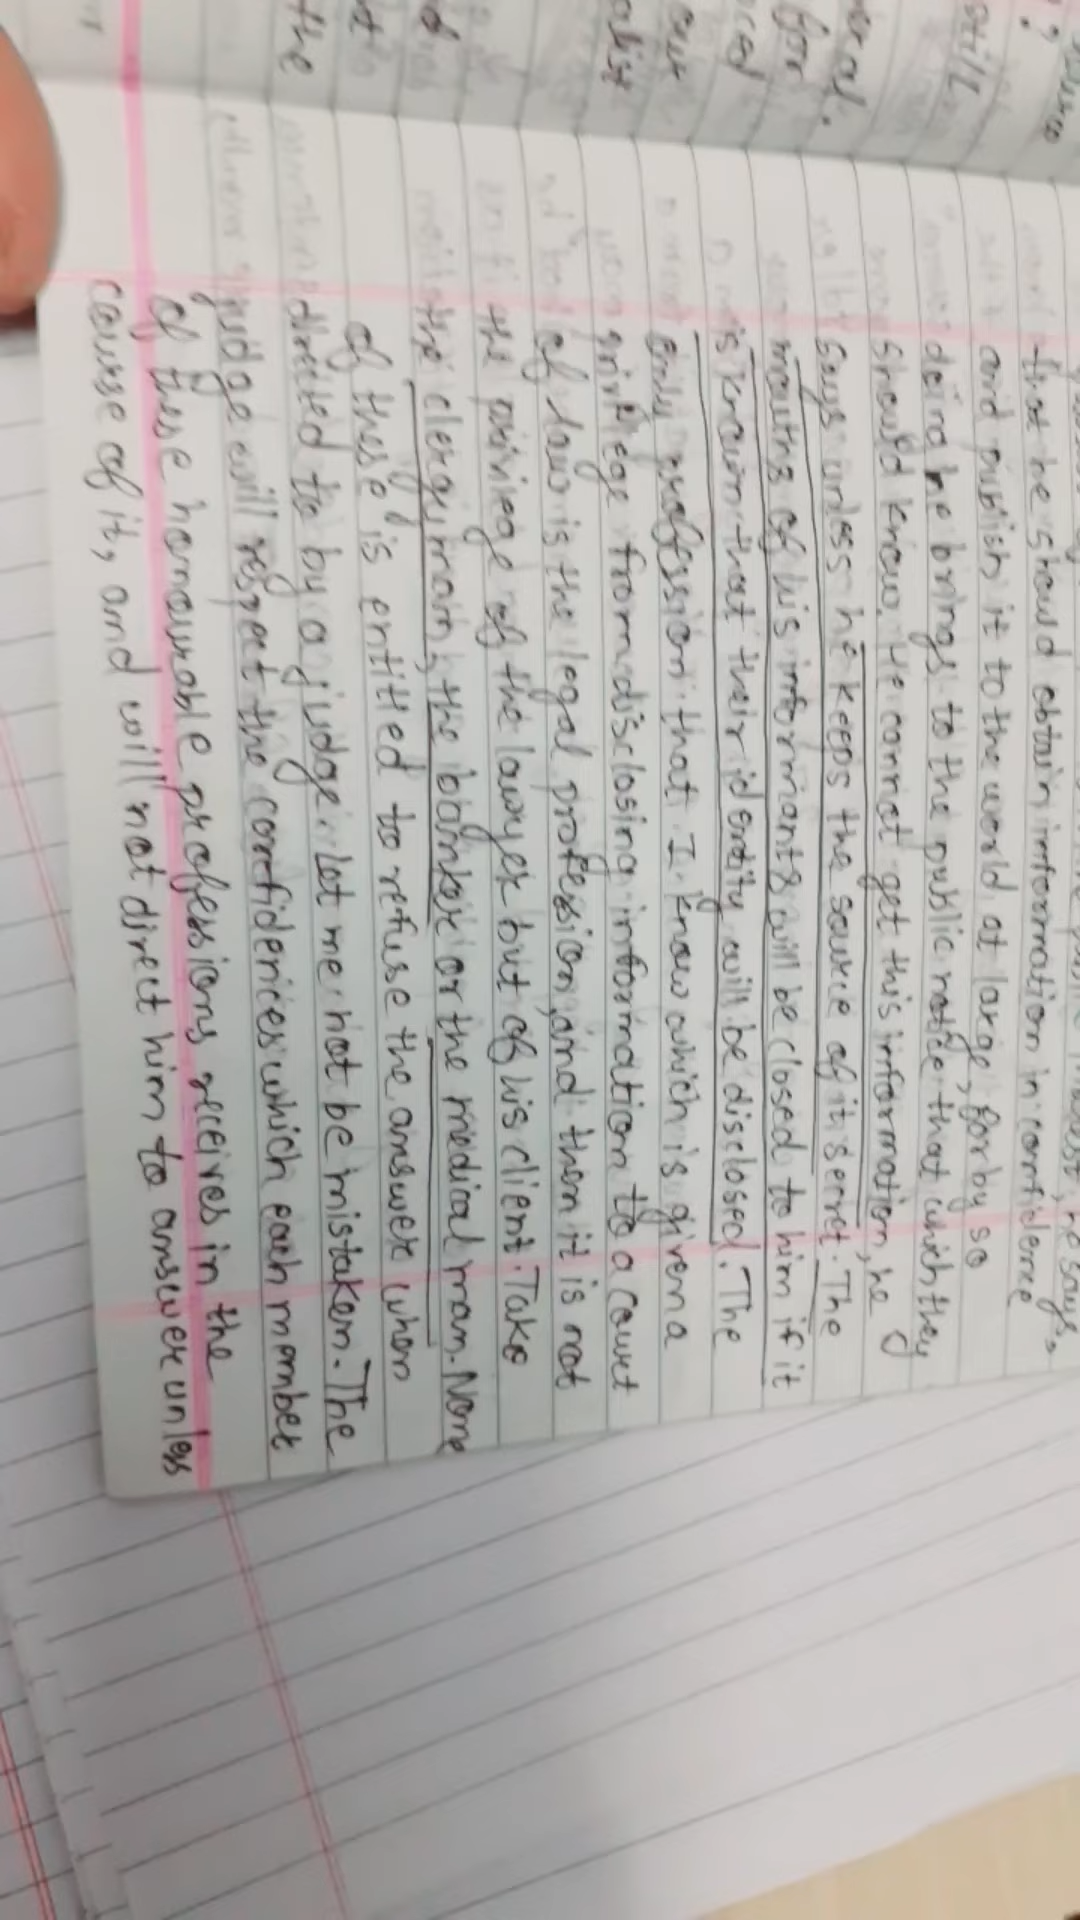 that he should obtain information in confidence
and publish it to the world at large, for by so
doing he brings to the public notice that which they
should know. He cannot get this information, he
says unless he keeps the source of it secret. The
mouths of his informants will be closed to him if it
is known that their identity will be disclosed. The
only profession that I know which is given a
privilege from disclosing information to a court
of law is the legal profession, and then it is not
the privilege of the lawyer but of his client. Take
the clergyman, the banker or the medical man. None
of these is entitled to refuse the answer when
directed to by a judge. Let me not be mistaken. The
judge will respect the confidences which each member
of these honourable professions receives in the
course of it, and will not direct him to answer unless